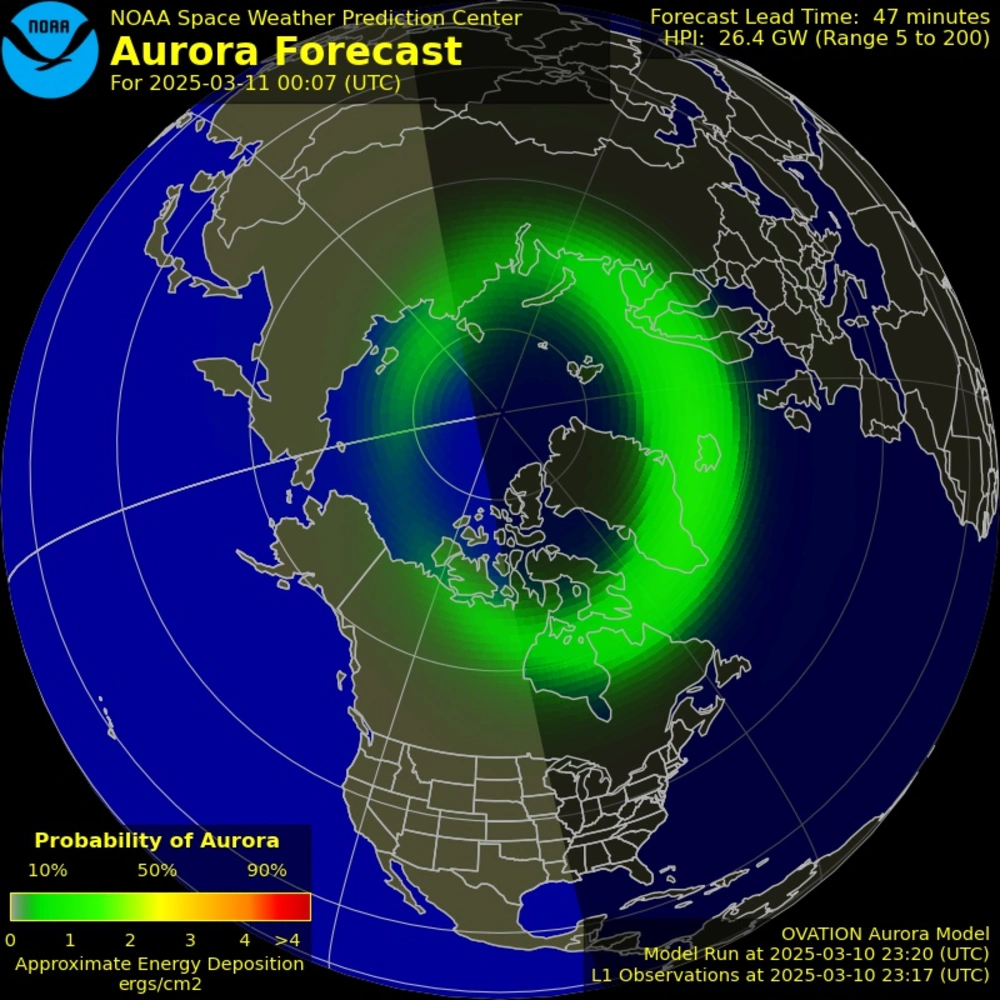 NOAA
NOAA Space Weather Prediction Center
Aurora Forecast
For 2025-03-11 00:07 (UTC)
Forecast Lead Time: 47 minutes
HPI: 26.4 GW (Range 5 to 200)
Probability of Aurora
10% 50% 90%
0 1 2 3 4 >4
Approximate Energy Deposition
ergs/cm2
OVATION Aurora Model
Model Run at 2025-03-10 23:20 (UTC)
L1 Observations at 2025-03-10 23:17 (UTC)